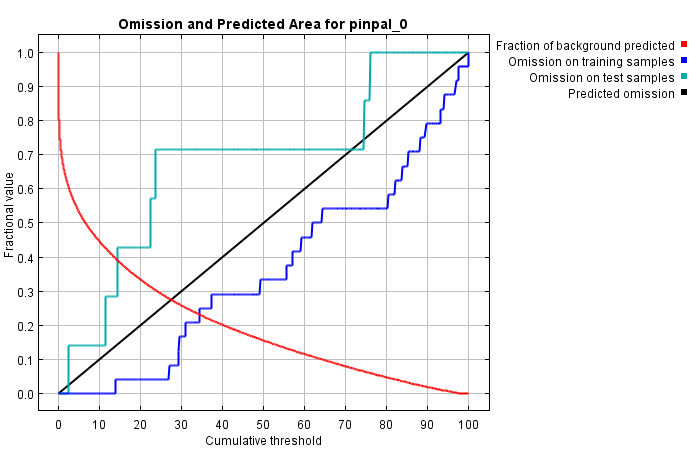 Omission and Predicted Area for pinpal_0
Fraction of background predicted
Omission on training samples
Omission on test samples
Predicted omission
Fractional value
1.0
0.9
0.8
0.7
0.6
0.5
0.4
0.3
0.2
0.1
0.0
0 10 20 30 40 50 60 70 80 90 100
Cumulative threshold